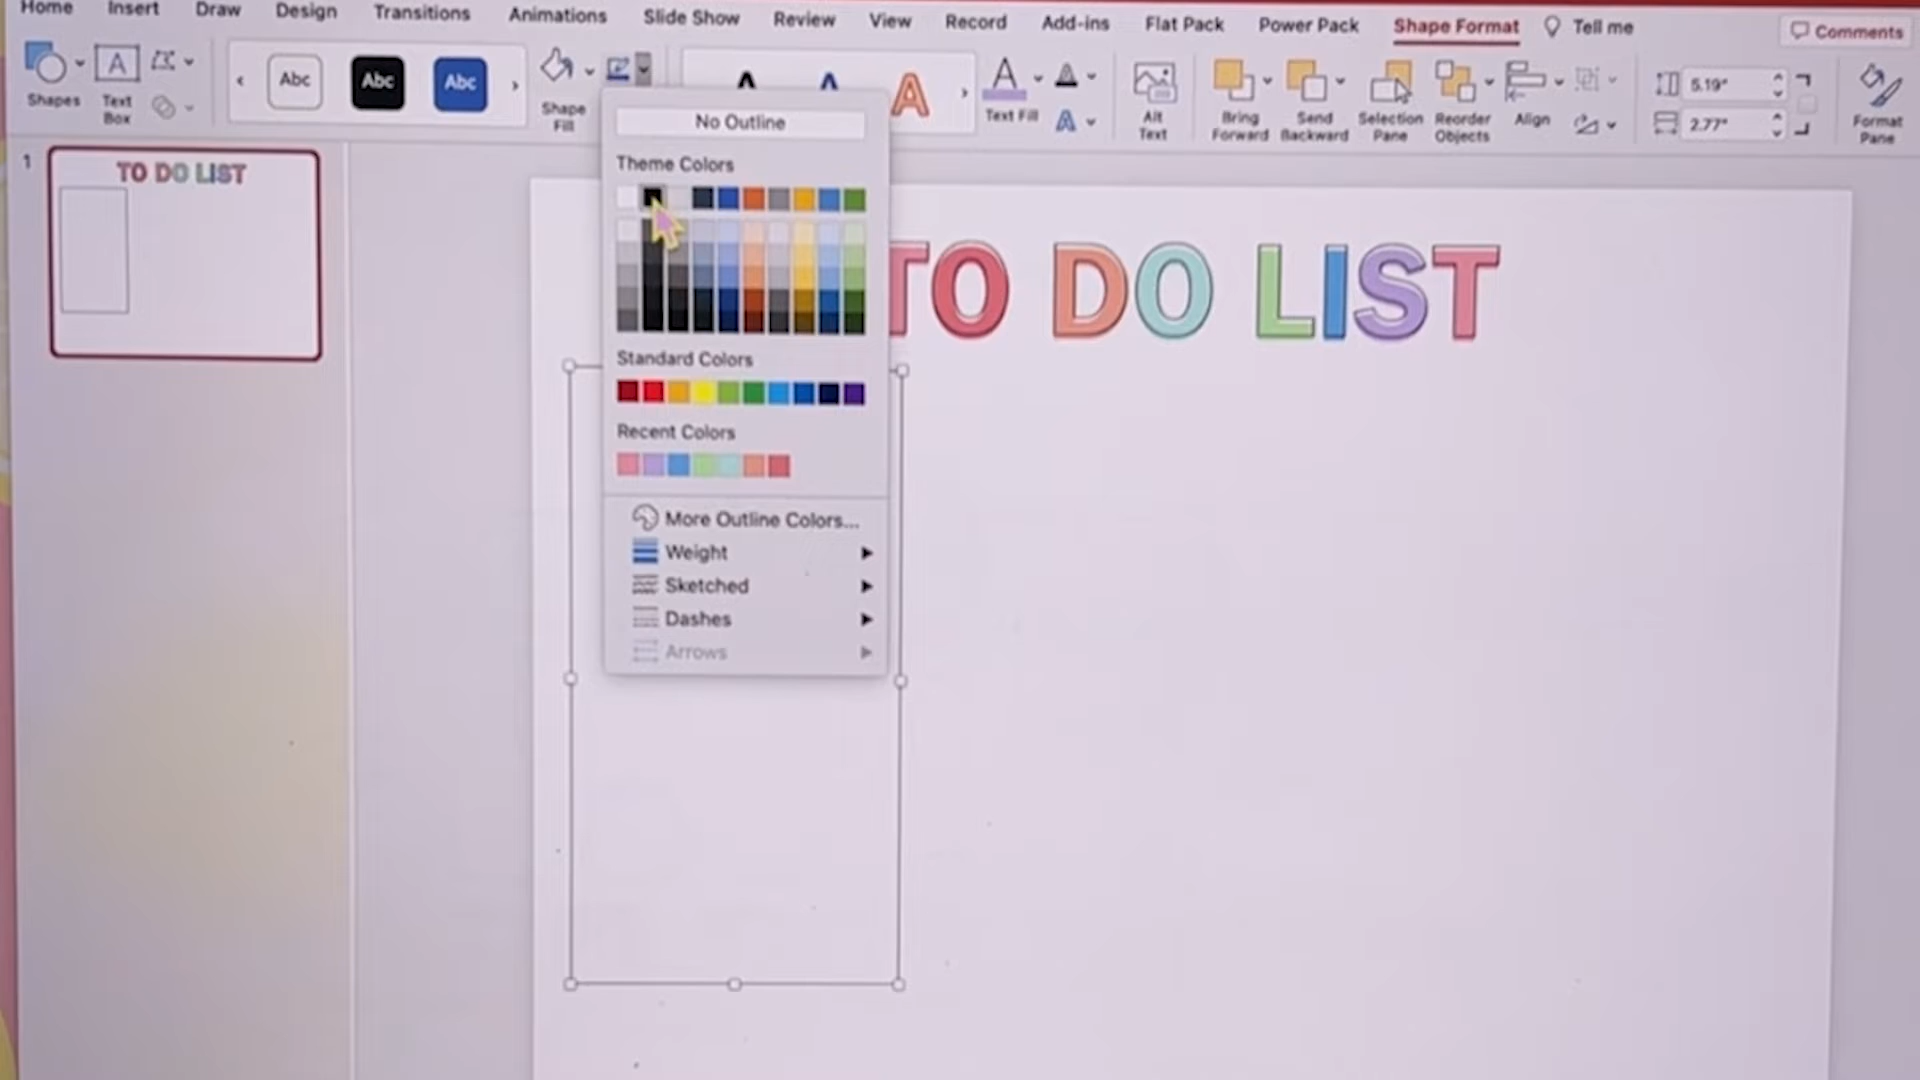 Home Insert Draw Design Transitions Animations Slide Show Review View Record Add-ins Flat Pack Power Pack Shape Format Tell me Comments
Shapes
Text
Box
Abc Abc Abc
Shape
Fill
A A A
Text Fill
Alt
Text
Bring
Forward
Send
Backward
Selection
Pane
Reorder
Objects
Align
5.19"
2.77"
Format
Pane
1
TO DO LIST
No Outline
Theme Colors
Standard Colors
Recent Colors
More Outline Colors...
Weight
Sketched
Dashes
Arrows
TO DO LIST